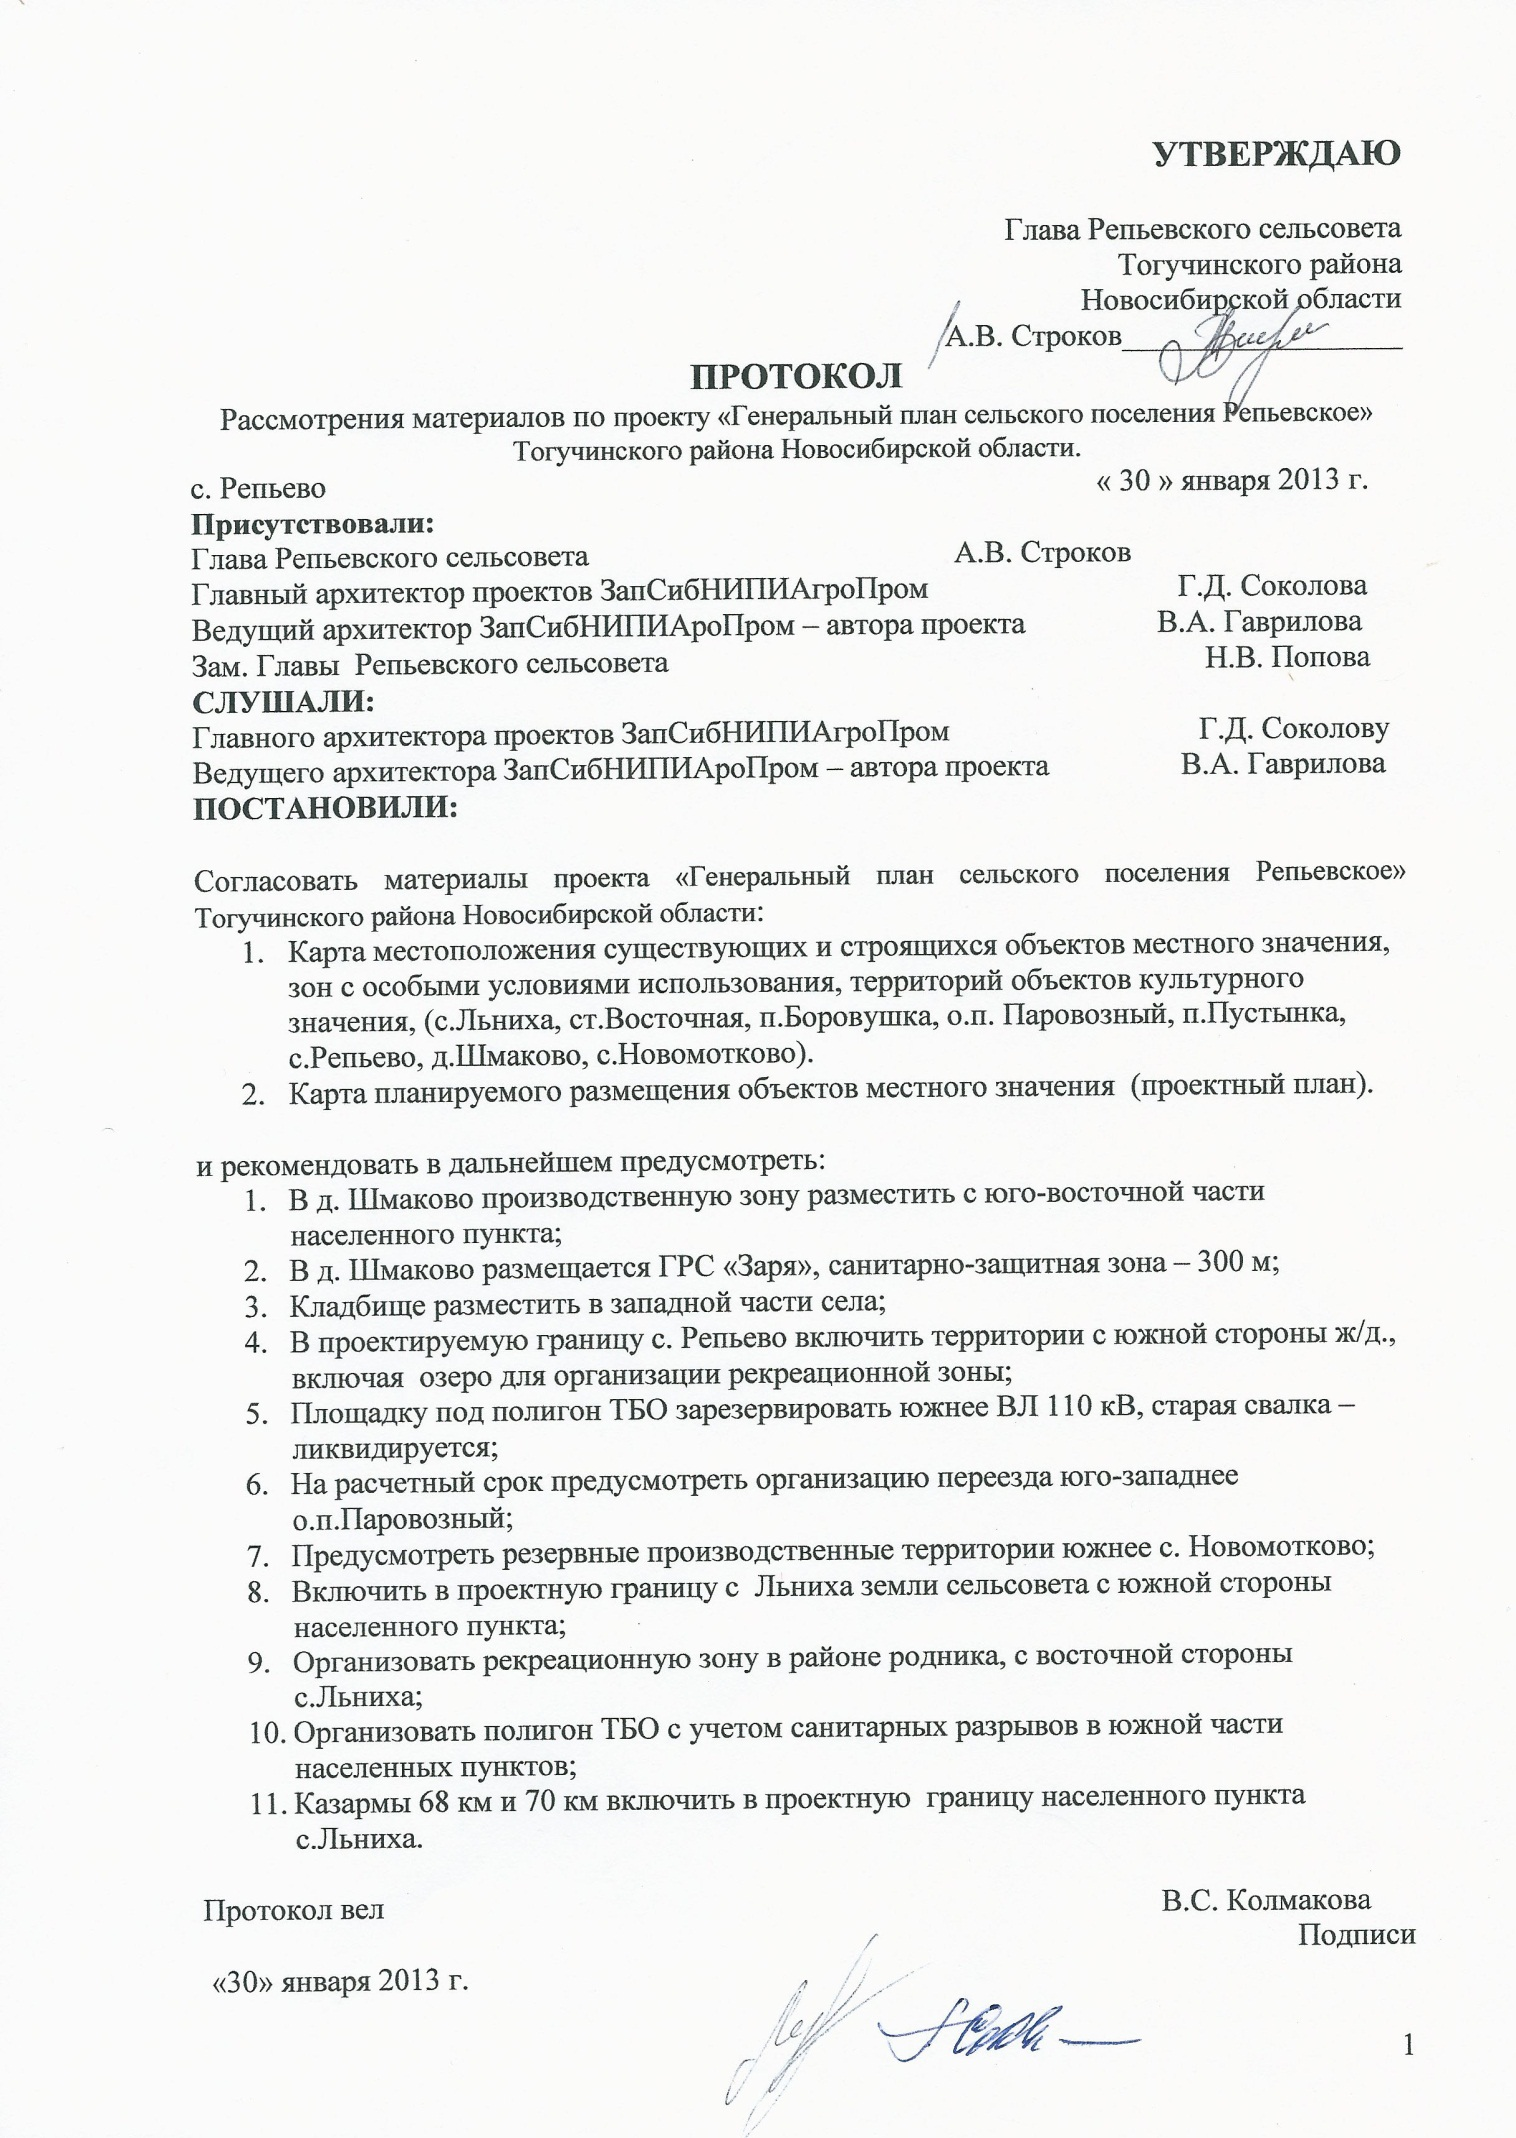 УТВЕРЖДАЮ
Глава Репьевского сельсовета
Тогучинского района
Новосибирской области
А.В. Строков__________________
ПРОТОКОЛ
Рассмотрения материалов по проекту «Генеральный план сельского поселения Репьевское»
Тогучинского района Новосибирской области.
с. Репьево « 30 » января 2013 г.
Присутствовали:
Глава Репьевского сельсовета А.В. Строков
Главный архитектор проектов ЗапСибНИПИАгроПром Г.Д. Соколова
Ведущий архитектор ЗапСибНИПИАроПром – автора проекта В.А. Гаврилова
Зам. Главы Репьевского сельсовета Н.В. Попова
СЛУШАЛИ:
Главного архитектора проектов ЗапСибНИПИАгроПром Г.Д. Соколову
Ведущего архитектора ЗапСибНИПИАроПром – автора проекта В.А. Гаврилова
ПОСТАНОВИЛИ:
Согласовать материалы проекта «Генеральный план сельского поселения Репьевское»
Тогучинского района Новосибирской области:
1. Карта местоположения существующих и строящихся объектов местного значения,
зон с особыми условиями использования, территорий объектов культурного
значения, (с.Льниха, ст.Восточная, п.Боровушка, о.п. Паровозный, п.Пустынка,
с.Репьево, д.Шмаково, с.Новомотково).
2. Карта планируемого размещения объектов местного значения (проектный план).
и рекомендовать в дальнейшем предусмотреть:
1. В д. Шмаково производственную зону разместить с юго-восточной части
населенного пункта;
2. В д. Шмаково размещается ГРС «Заря», санитарно-защитная зона – 300 м;
3. Кладбище разместить в западной части села;
4. В проектируемую границу с. Репьево включить территории с южной стороны ж/д.,
включая озеро для организации рекреационной зоны;
5. Площадку под полигон ТБО зарезервировать южнее ВЛ 110 кВ, старая свалка –
ликвидируется;
6. На расчетный срок предусмотреть организацию переезда юго-западнее
о.п.Паровозный;
7. Предусмотреть резервные производственные территории южнее с. Новомотково;
8. Включить в проектную границу с Льниха земли сельсовета с южной стороны
населенного пункта;
9. Организовать рекреационную зону в районе родника, с восточной стороны
с.Льниха;
10. Организовать полигон ТБО с учетом санитарных разрывов в южной части
населенных пунктов;
11. Казармы 68 км и 70 км включить в проектную границу населенного пункта
с.Льниха.
Протокол вел В.С. Колмакова
Подписи
«30» января 2013 г.
1